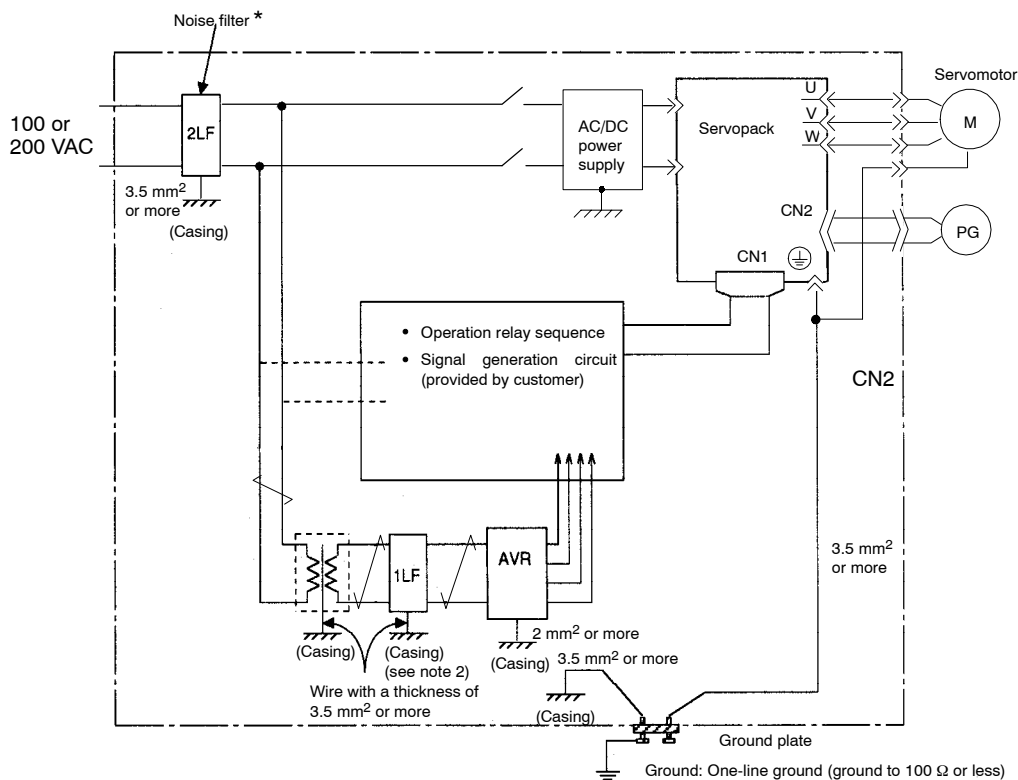 Noise filter *
Servomotor
100 or
200 VAC
2LF
AC/DC
power
supply
Servopack
U
V
W
M
3.5 mm²
or more
(Casing)
CN2
PG
CN1
• Operation relay sequence
• Signal generation circuit
(provided by customer)
CN2
1LF
AVR
3.5 mm²
or more
(Casing)
(Casing)
(see note 2)
2 mm² or more
(Casing)
3.5 mm² or more
Wire with a thickness of
3.5 mm² or more
(Casing)
Ground plate
Ground: One-line ground (ground to 100 Ω or less)